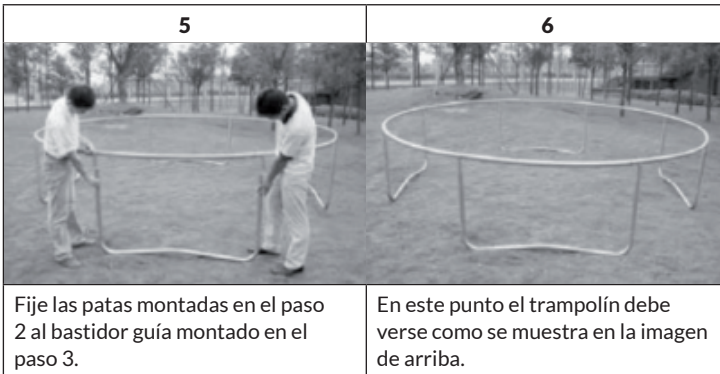 5
6
Fije las patas montadas en el paso
2 al bastidor guía montado en el
paso 3.
En este punto el trampolín debe
verse como se muestra en la imagen
de arriba.